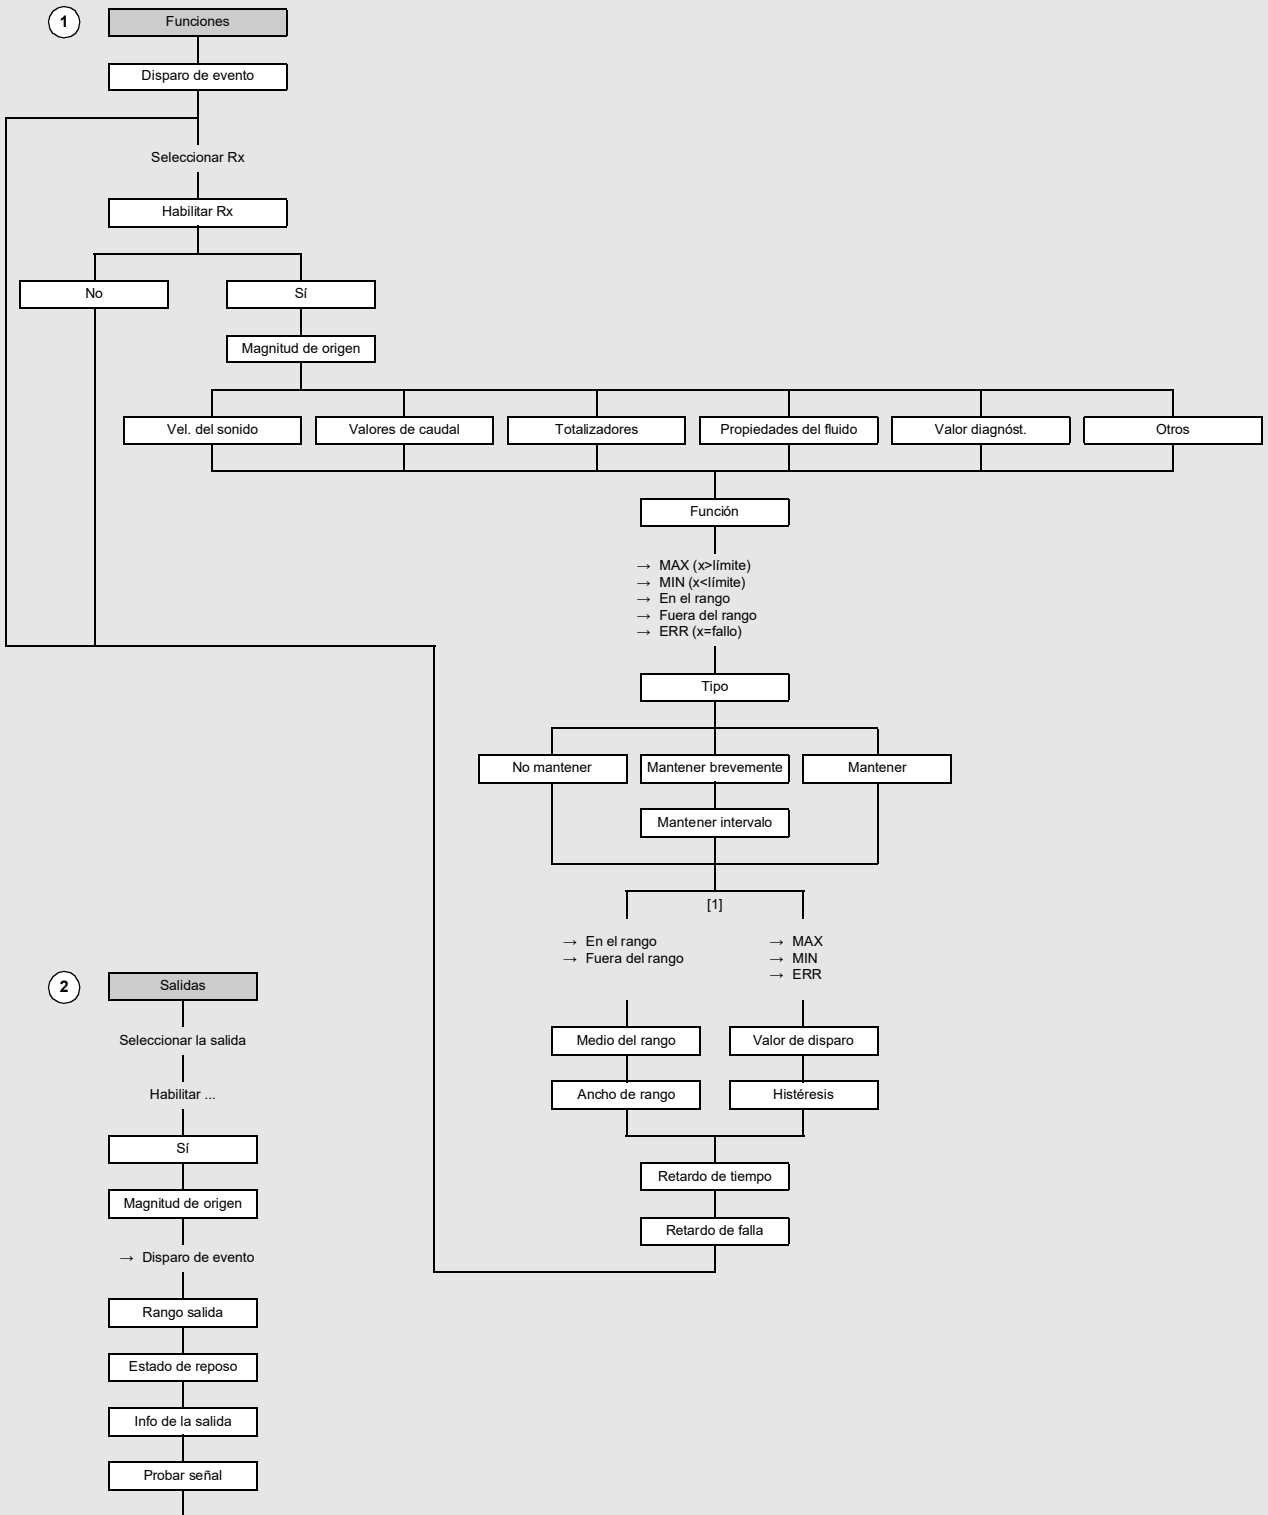 1
Funciones
Disparo de evento
Seleccionar Rx
Habilitar Rx
No
Sí
Magnitud de origen
Vel. del sonido
Valores de caudal
Totalizadores
Propiedades del fluido
Valor diagnóst.
Otros
Función
→ MAX (x>límite)
→ MIN (x<límite)
→ En el rango
→ Fuera del rango
→ ERR (x=fallo)
Tipo
No mantener
Mantener brevemente
Mantener
Mantener intervalo
[1]
→ En el rango
→ Fuera del rango
→ MAX
→ MIN
→ ERR
Medio del rango
Valor de disparo
Ancho de rango
Histéresis
Retardo de tiempo
Retardo de falla
2
Salidas
Seleccionar la salida
Habilitar ...
Sí
Magnitud de origen
→ Disparo de evento
Rango salida
Estado de reposo
Info de la salida
Probar señal